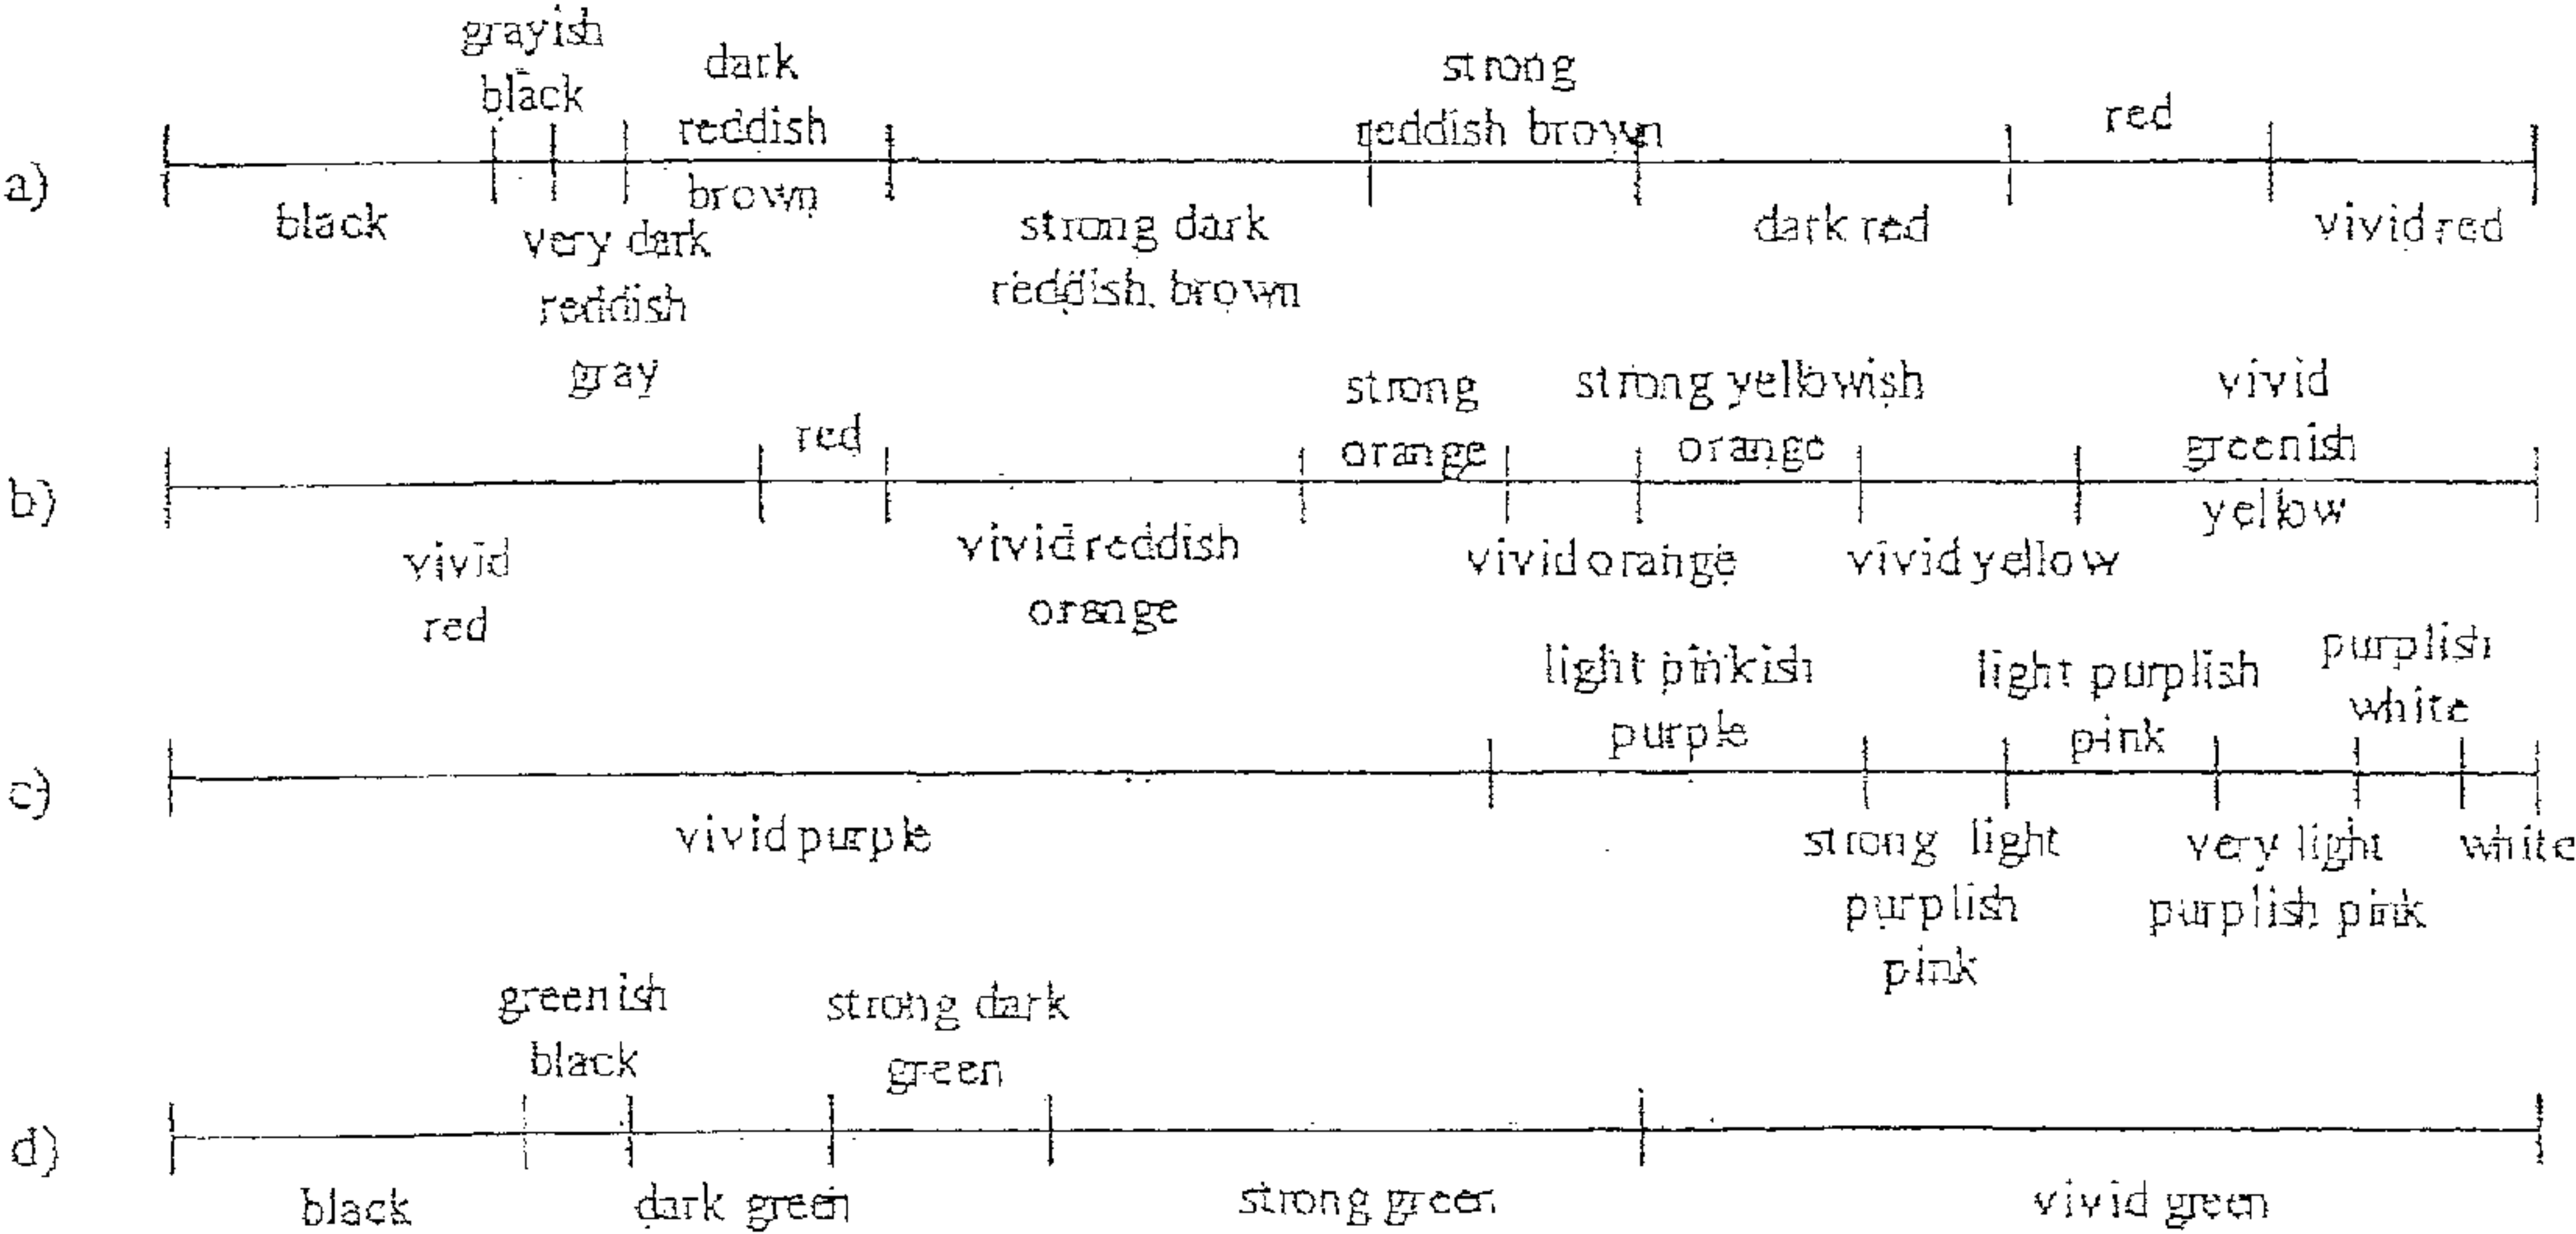 grayish
black
dark
reddish
brown
strong
reddish brown
red
a)
black
very dark
reddish
gray
strong dark
reddish brown
dark red
vivid red
red
strong
orange
strong yellowish
orange
vivid
greenish
yellow
b)
vivid
red
vivid reddish
orange
vivid orange
vivid yellow
light pinkish
purple
light purplish
pink
purplish
white
c)
vivid purple
strong light
purplish
pink
very light
purplish pink
white
greenish
black
strong dark
green
d)
black
dark green
strong green
vivid green